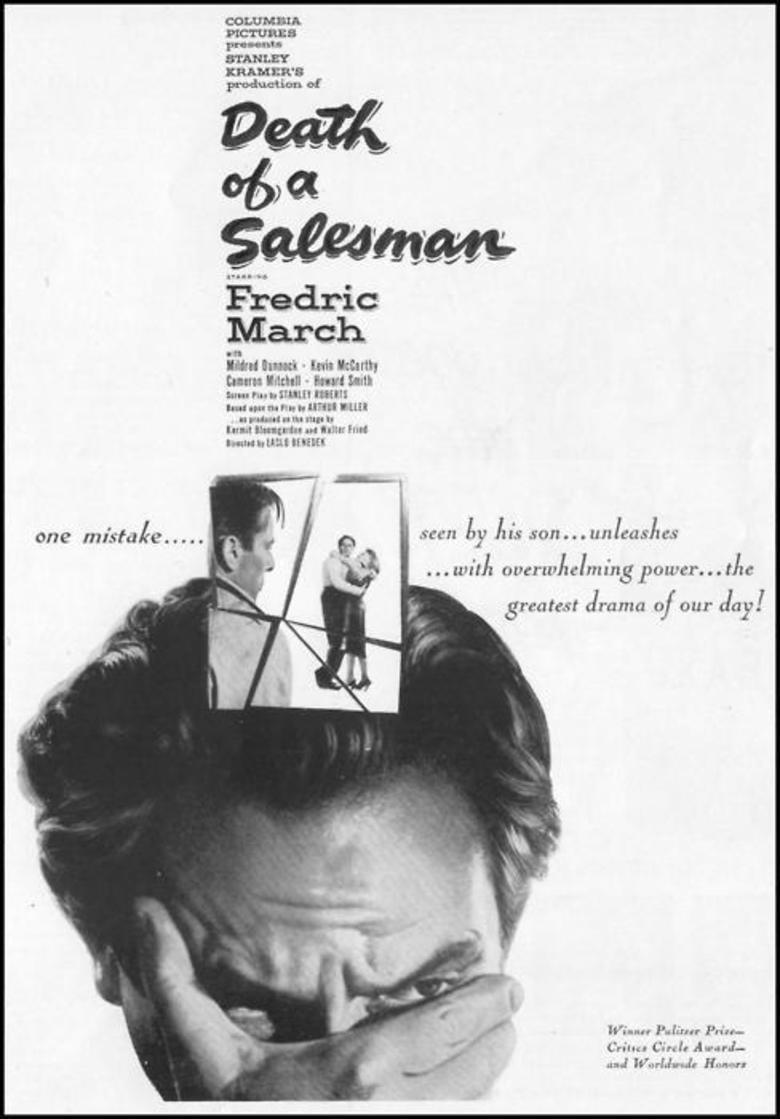 COLUMBIA
PICTURES
presents
STANLEY
KRAMER'S
production of
Death
of a
Salesman
STARRING
Fredric
March
with
Mildred Dunnock - Kevin McCarthy
Cameron Mitchell - Howard Smith
Screen Play by STANLEY ROBERTS
Based upon the Play by ARTHUR MILLER
...as produced on the stage by
Kermit Bloomgarden and Walter Fried
Directed by LASLO BENEDEK
one mistake..... seen by his son...unleashes
...with overwhelming power...the
greatest drama of our day!
Winner Pulitzer Prize—
Critics Circle Award—
and Worldwide Honors